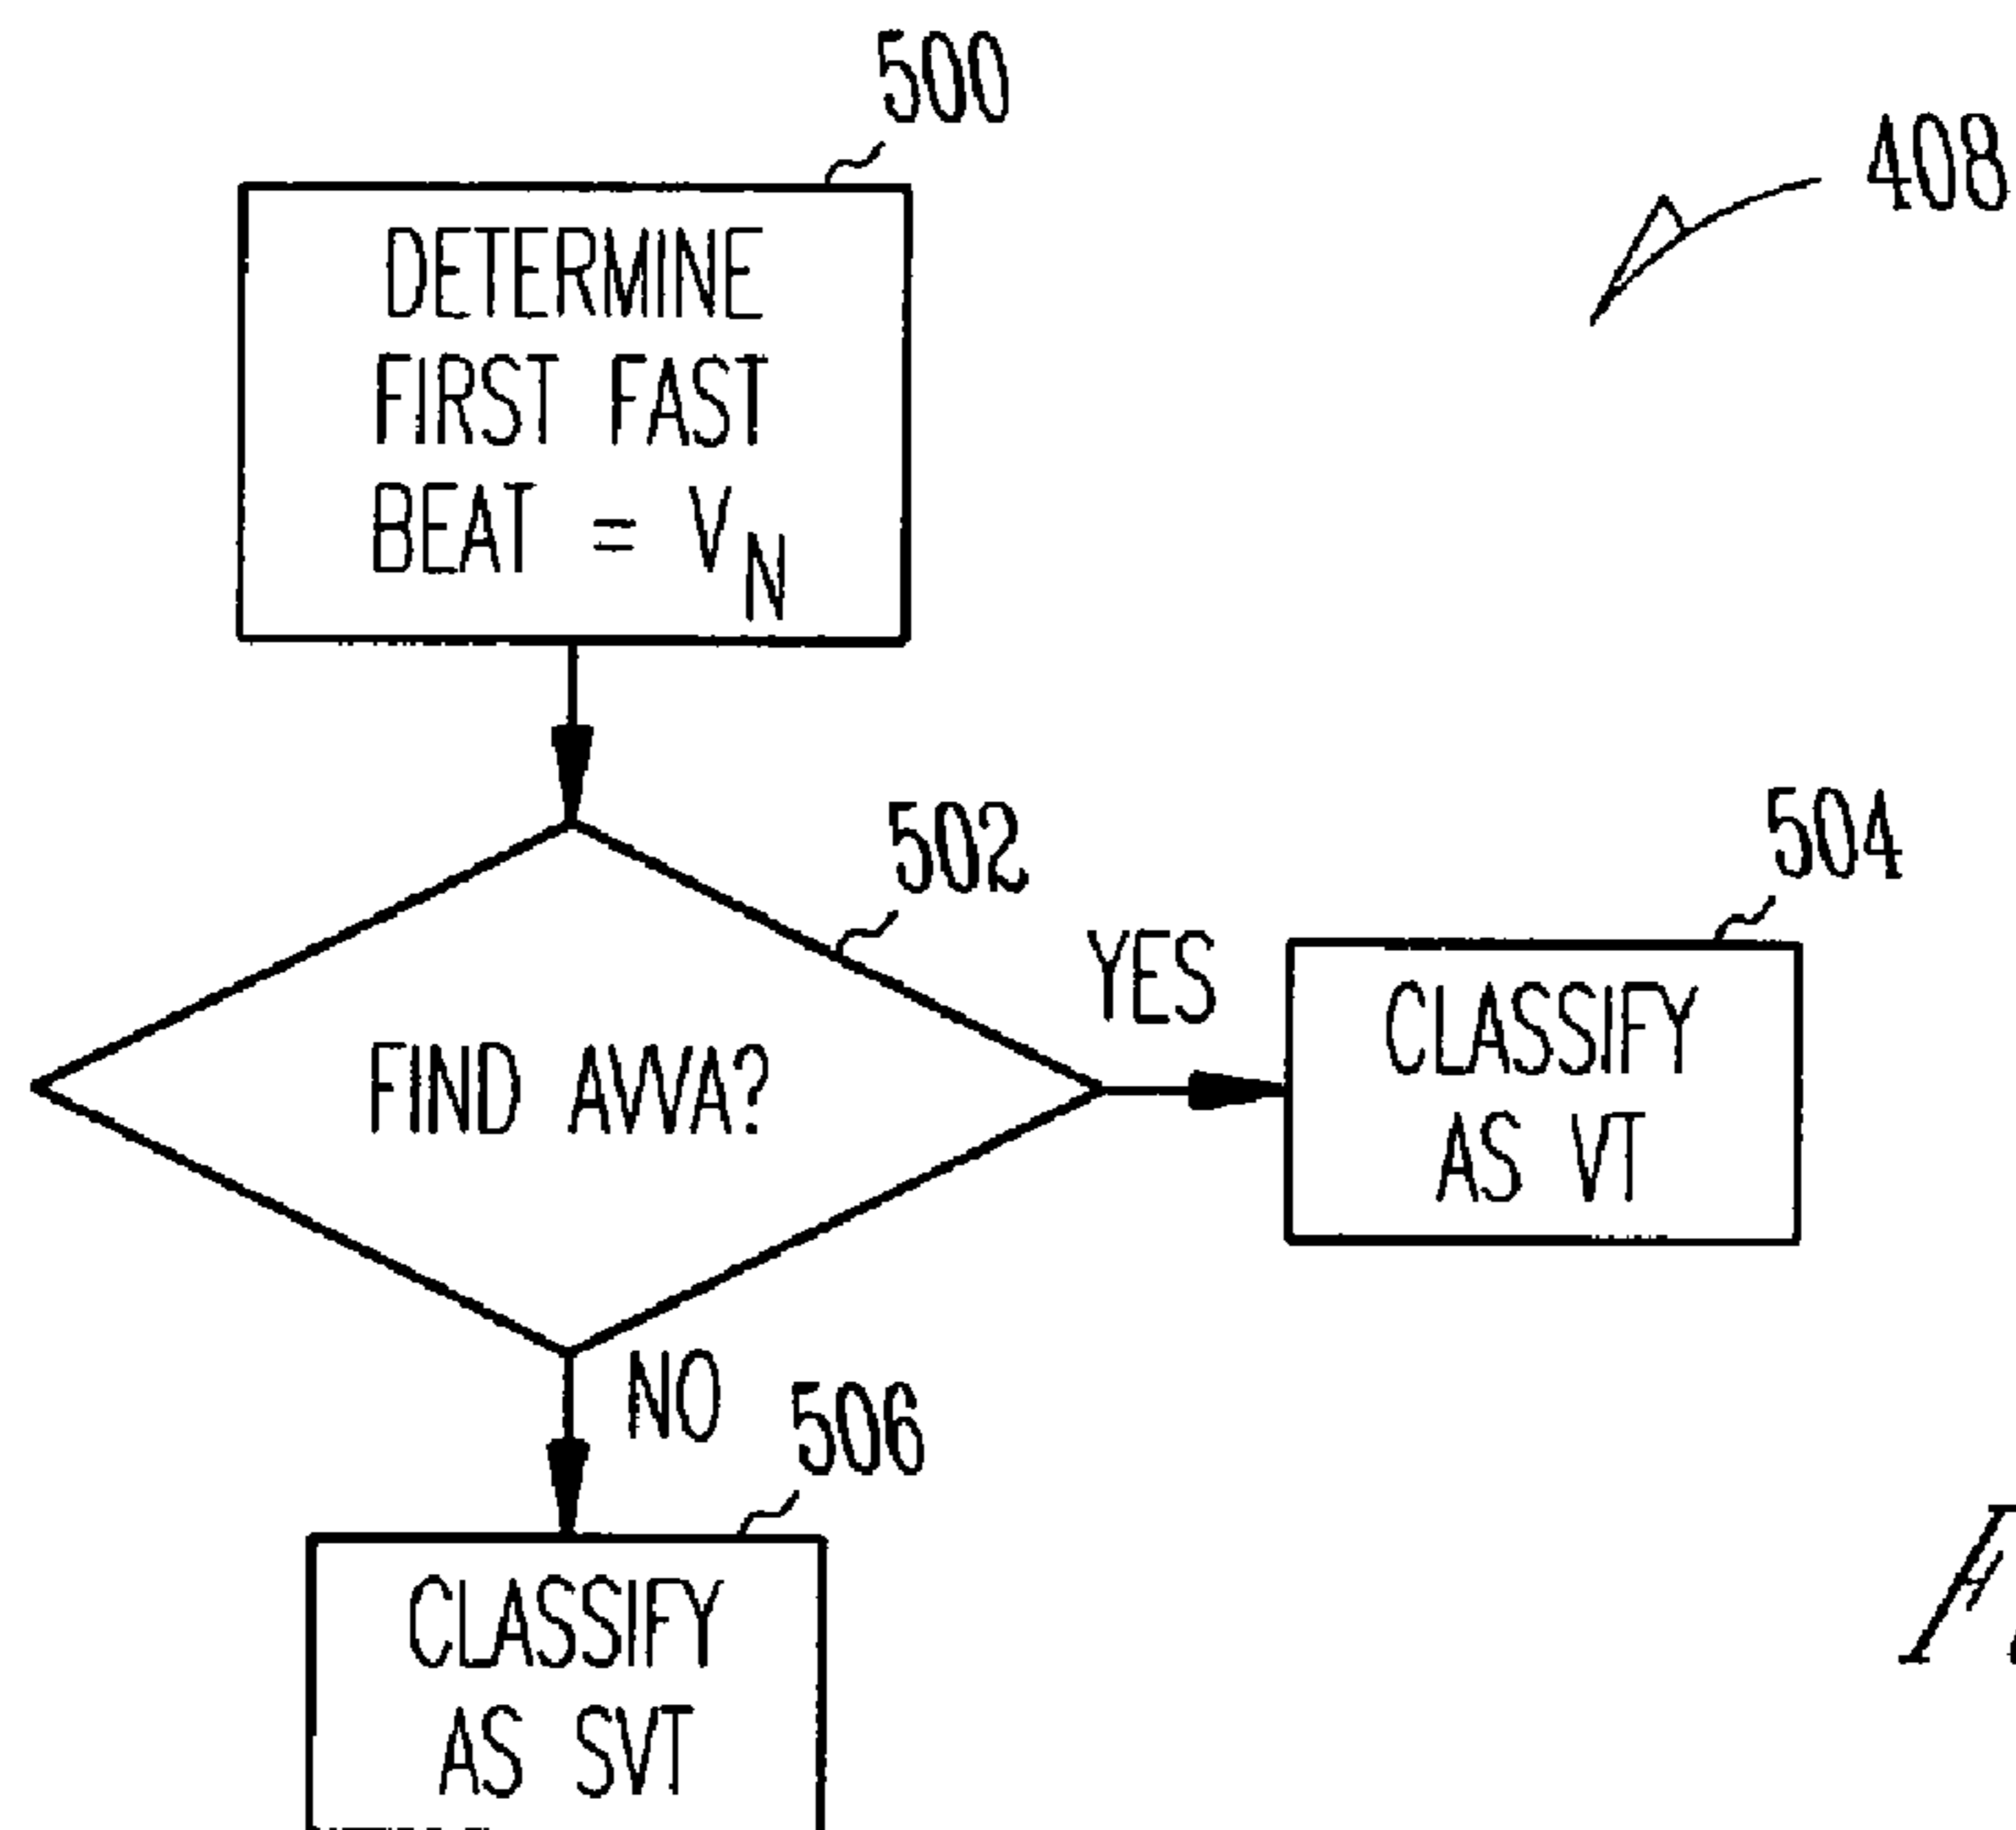 500
408
DETERMINE
FIRST FAST
BEAT = VN
502
504
YES
FIND AVVA?
CLASSIFY
AS VT
NO
506
CLASSIFY
AS SVT